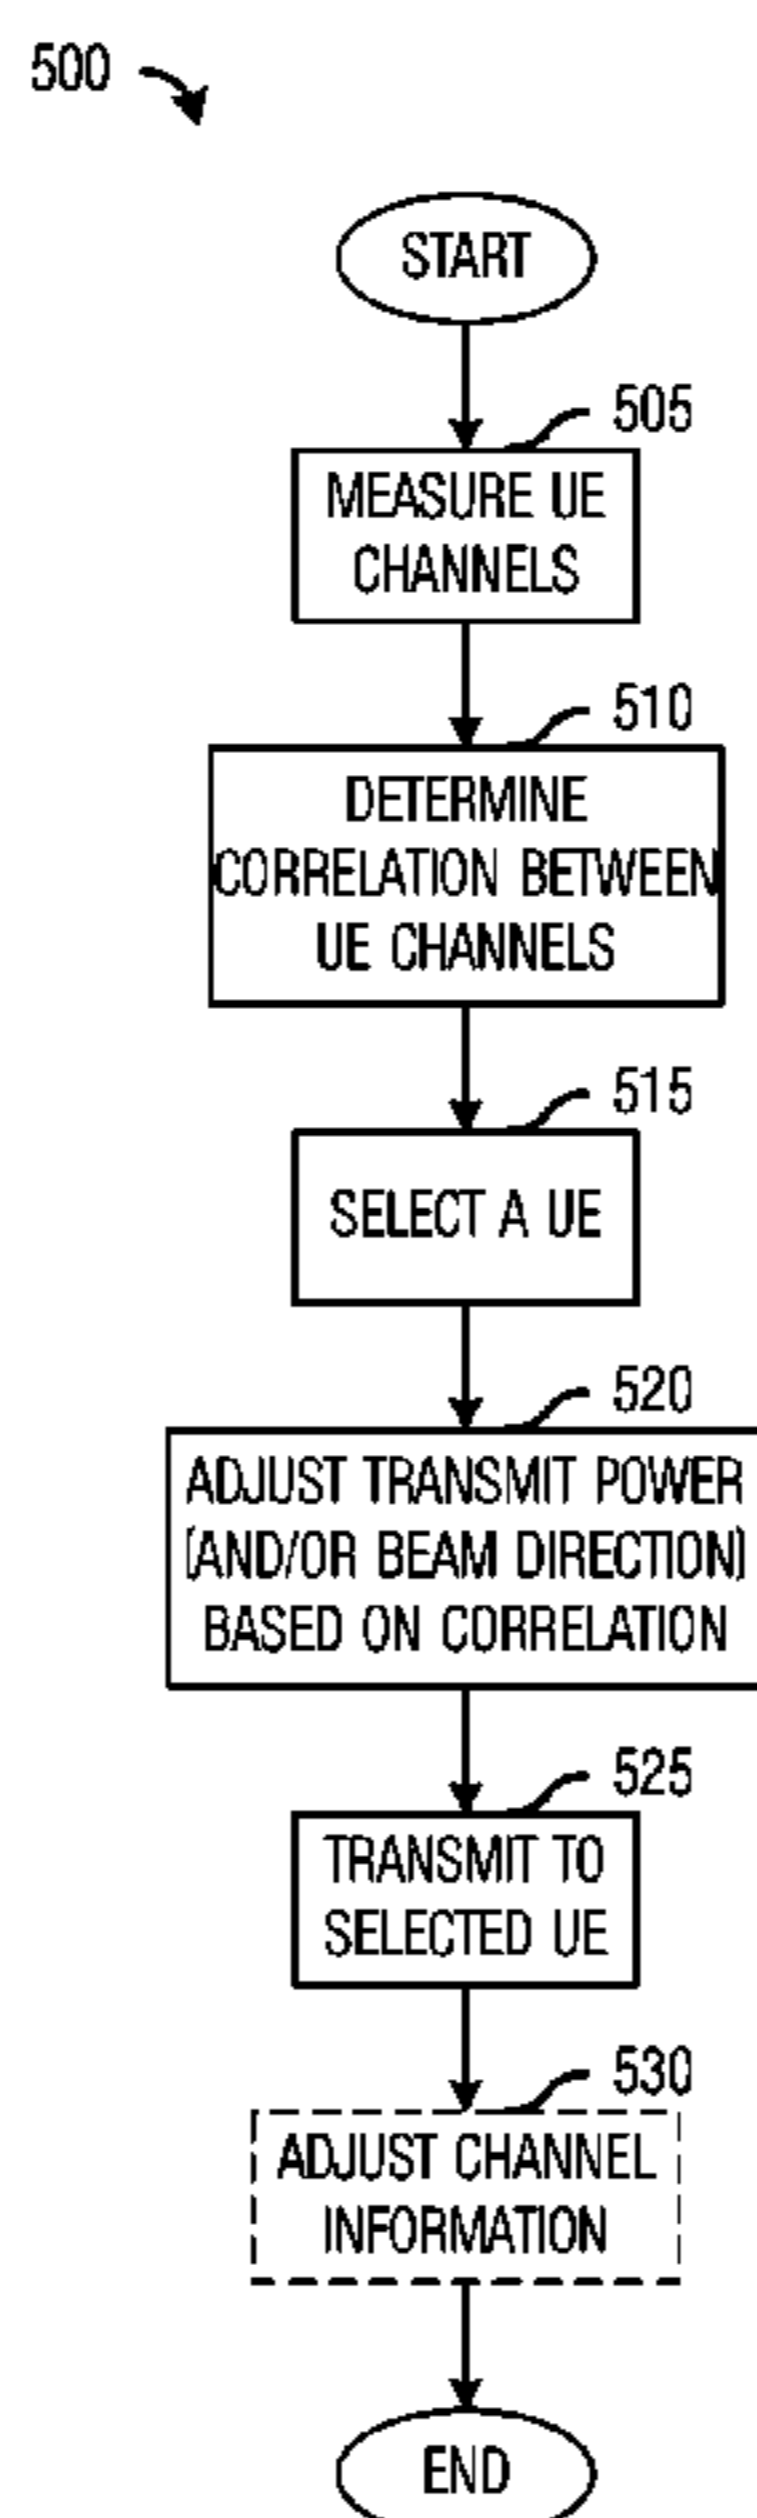 500
START
505
MEASURE UE
CHANNELS
510
DETERMINE
CORRELATION BETWEEN
UE CHANNELS
515
SELECT A UE
520
ADJUST TRANSMIT POWER
(AND/OR BEAM DIRECTION)
BASED ON CORRELATION
525
TRANSMIT TO
SELECTED UE
530
ADJUST CHANNEL
INFORMATION
END